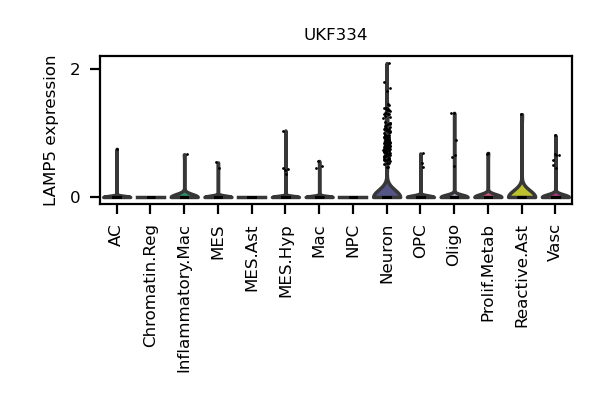 UKF334
LAMP5 expression
2
0
AC
Chromatin.Reg
Inflammatory.Mac
MES
MES.Ast
MES.Hyp
Mac
NPC
Neuron
OPC
Oligo
Prolif.Metab
Reactive.Ast
Vasc